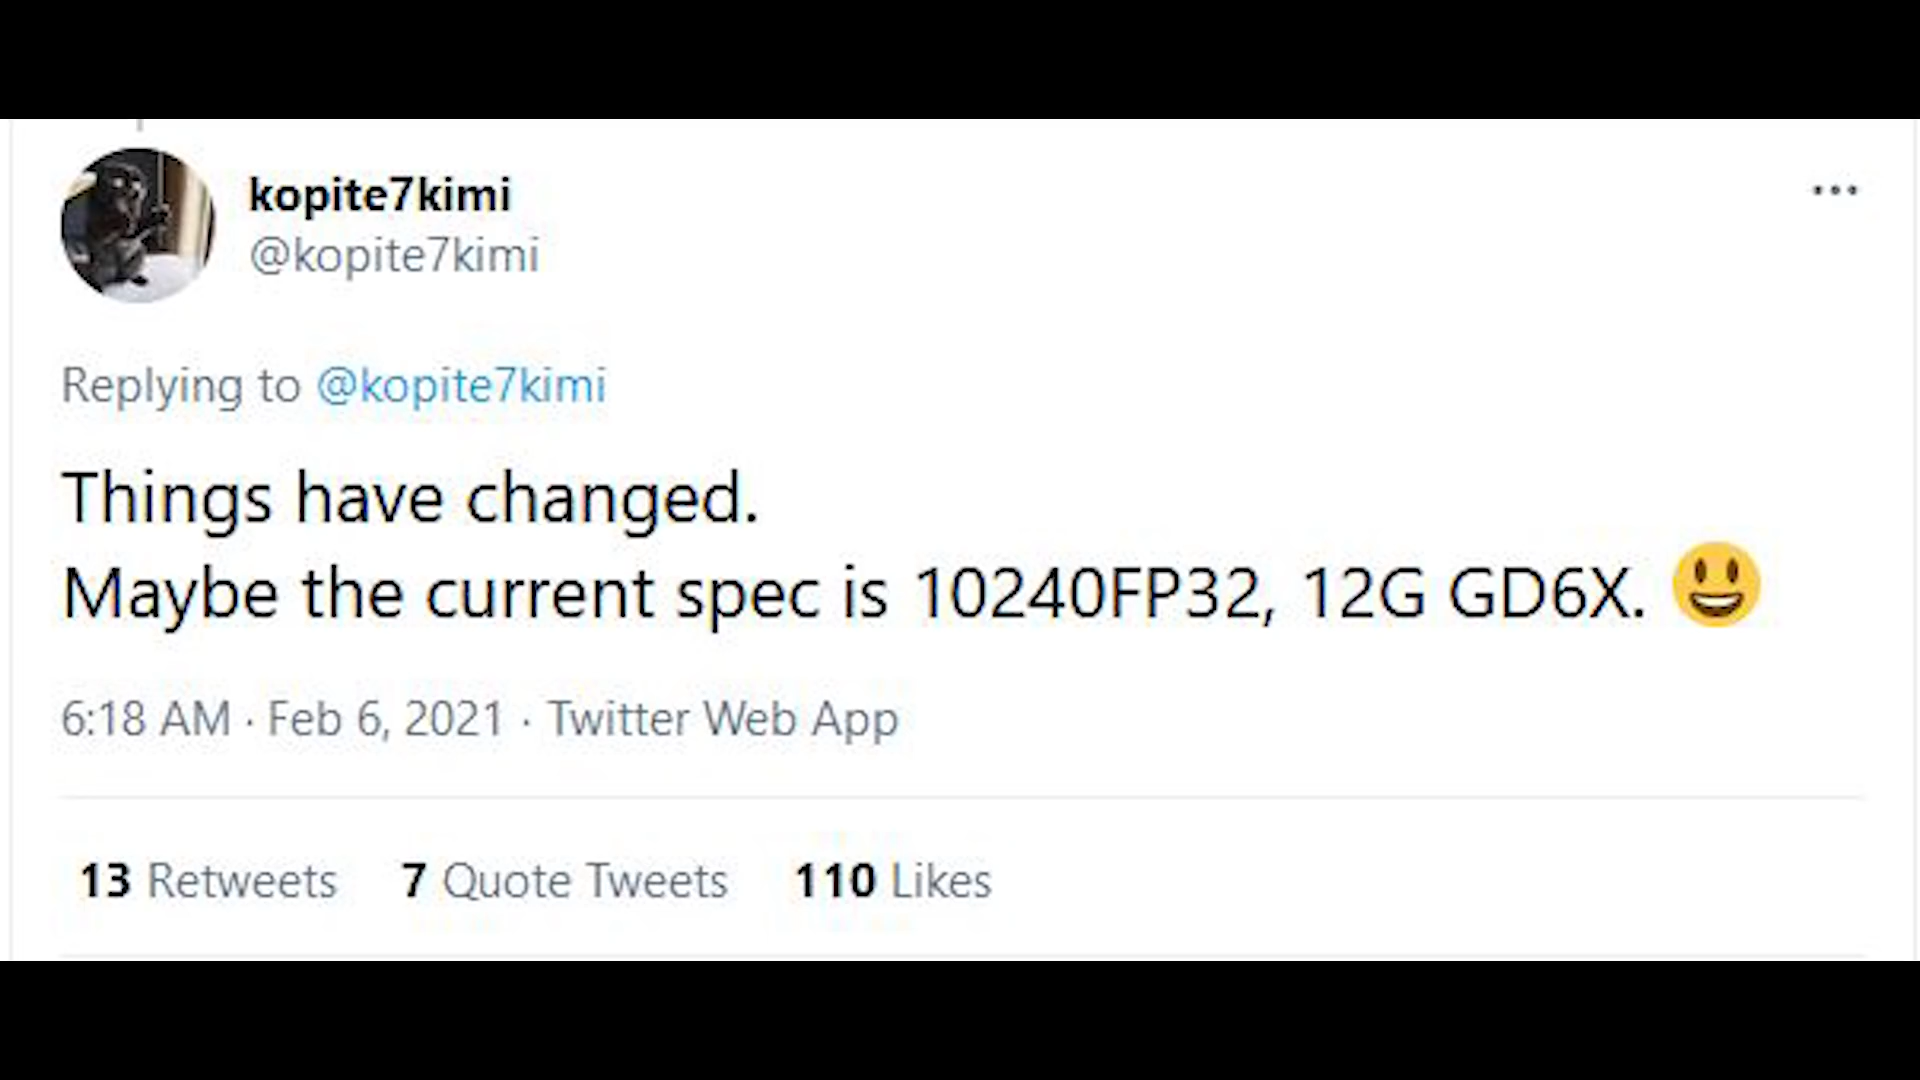 kopite7kimi
@kopite7kimi
Replying to @kopite7kimi
Things have changed.
Maybe the current spec is 10240FP32, 12G GD6X. 😃
6:18 AM · Feb 6, 2021 · Twitter Web App
13 Retweets 7 Quote Tweets 110 Likes